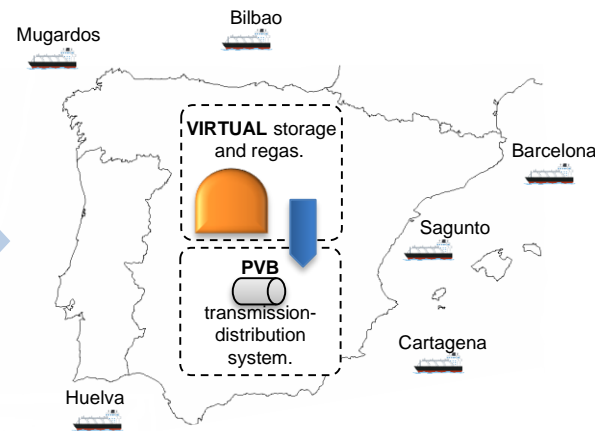 Bilbao
Mugardos
VIRTUAL storage
and regas.
Barcelona
Sagunto
PVB
transmission-
distribution
system.
Cartagena
Huelva